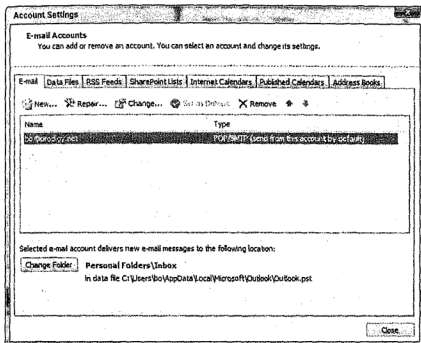 Account Settings
E-mail Accounts
You can add or remove an account. You can select an account and change its settings.
E-mail Data Files RSS Feeds SharePoint Lists Internet Calendars Published Calendars Address Books
New... Repair... Change... Set as Default Remove
Name Type
POP/SMTP (send from this account by default)
Selected e-mail account delivers new e-mail messages to the following location:
Change Folder Personal Folders\Inbox
in data file C:\Users\bo\AppData\Local\Microsoft\Outlook\Outlook.pst
Close